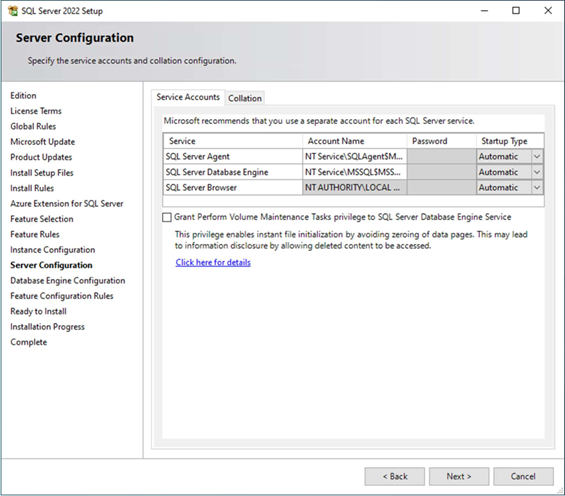 SQL Server 2022 Setup
Server Configuration
Specify the service accounts and collation configuration.
Edition
License Terms
Global Rules
Microsoft Update
Product Updates
Install Setup Files
Install Rules
Azure Extension for SQL Server
Feature Selection
Feature Rules
Instance Configuration
Server Configuration
Database Engine Configuration
Feature Configuration Rules
Ready to Install
Installation Progress
Complete
Service Accounts Collation
Microsoft recommends that you use a separate account for each SQL Server service.
Service Account Name Password Startup Type
SQL Server Agent NT Service\SQLAgent$M... Automatic
SQL Server Database Engine NT Service\MSSQL$MSS... Automatic
SQL Server Browser NT AUTHORITY\LOCAL ... Automatic
Grant Perform Volume Maintenance Tasks privilege to SQL Server Database Engine Service
This privilege enables instant file initialization by avoiding zeroing of data pages. This may lead
to information disclosure by allowing deleted content to be accessed.
Click here for details
< Back Next > Cancel